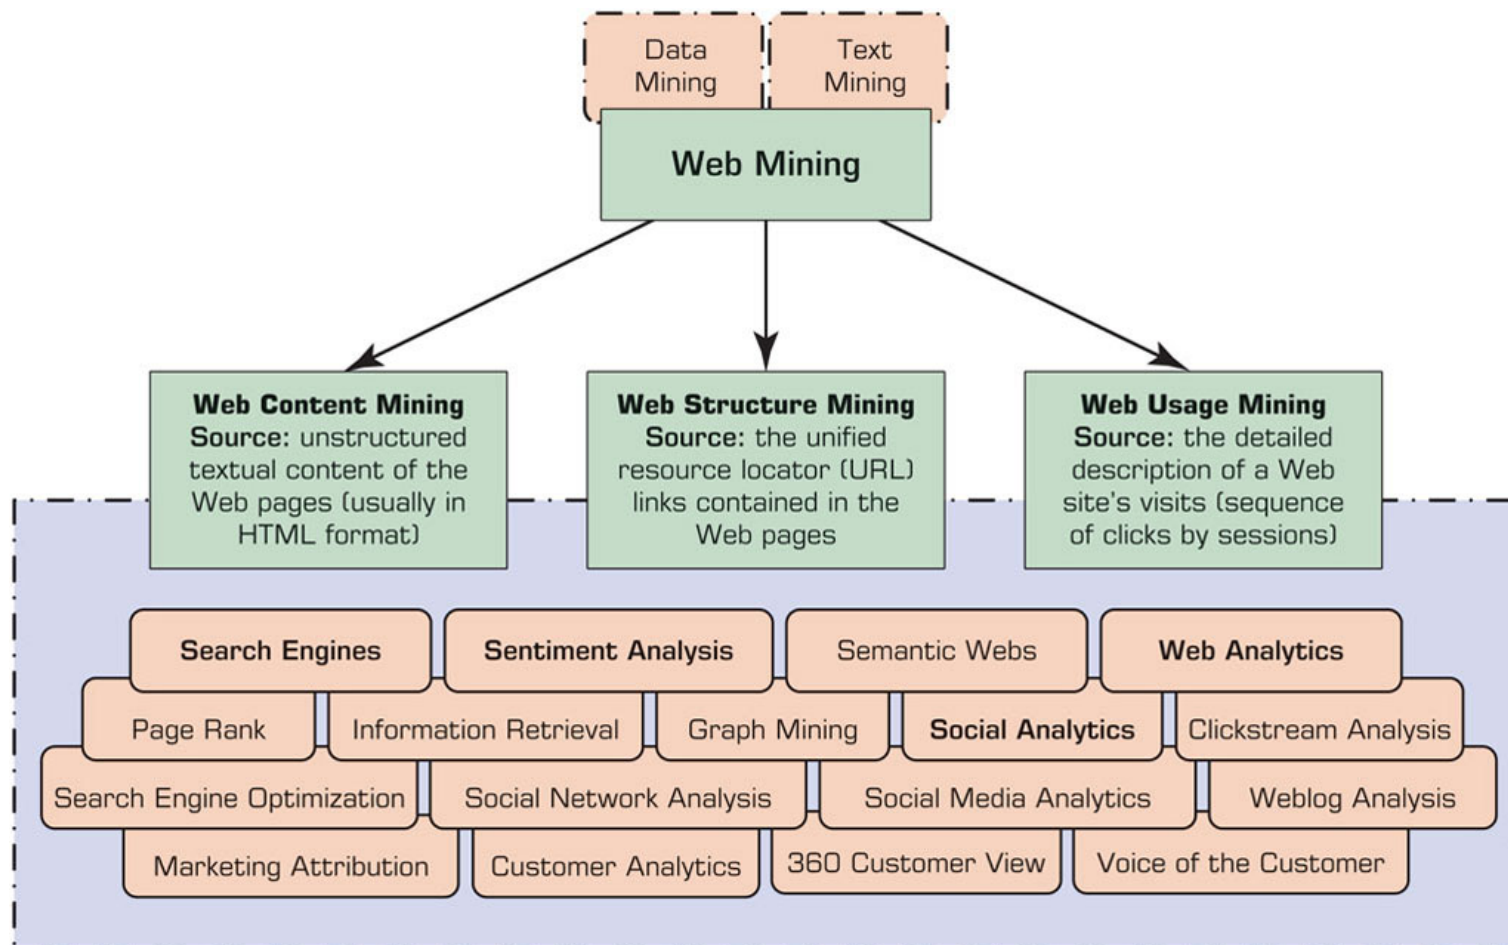 Data
Mining
Text
Mining
Web Mining
Web Content Mining
Source: unstructured
textual content of the
Web pages (usually in
HTML format)
Web Structure Mining
Source: the unified
resource locator (URL)
links contained in the
Web pages
Web Usage Mining
Source: the detailed
description of a Web
site's visits (sequence
of clicks by sessions)
Search Engines
Sentiment Analysis
Semantic Webs
Web Analytics
Page Rank
Information Retrieval
Graph Mining
Social Analytics
Clickstream Analysis
Search Engine Optimization
Social Network Analysis
Social Media Analytics
Weblog Analysis
Marketing Attribution
Customer Analytics
360 Customer View
Voice of the Customer